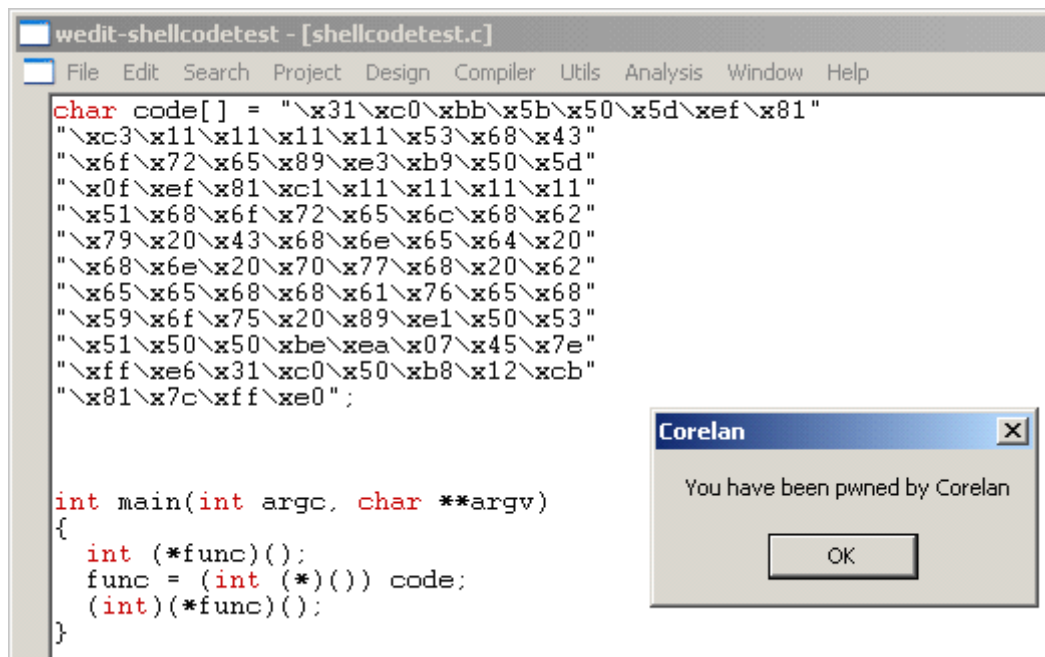 wedit-shellcodetest - [shellcodetest.c]
File Edit Search Project Design Compiler Utils Analysis Window Help
char code[] = "\x31\xc0\xbb\x5b\x50\x5d\xef\x81"
"\xc3\x11\x11\x11\x11\x53\x68\x43"
"\x6f\x72\x65\x89\xe3\xb9\x50\x5d"
"\x0f\xef\x81\xc1\x11\x11\x11\x11"
"\x51\x68\x6f\x72\x65\x6c\x68\x62"
"\x79\x20\x43\x68\x6e\x65\x64\x20"
"\x68\x6e\x20\x70\x77\x68\x20\x62"
"\x65\x65\x68\x68\x61\x76\x65\x68"
"\x59\x6f\x75\x20\x89\xe1\x50\x53"
"\x51\x50\x50\xbe\xea\x07\x45\x7e"
"\xff\xe6\x31\xc0\x50\xb8\x12\xcb"
"\x81\x7c\xff\xe0";
int main(int argc, char **argv)
{
int (*func)();
func = (int (*)()) code;
(int)(*func)();
}
Corelan
You have been pwned by Corelan
OK